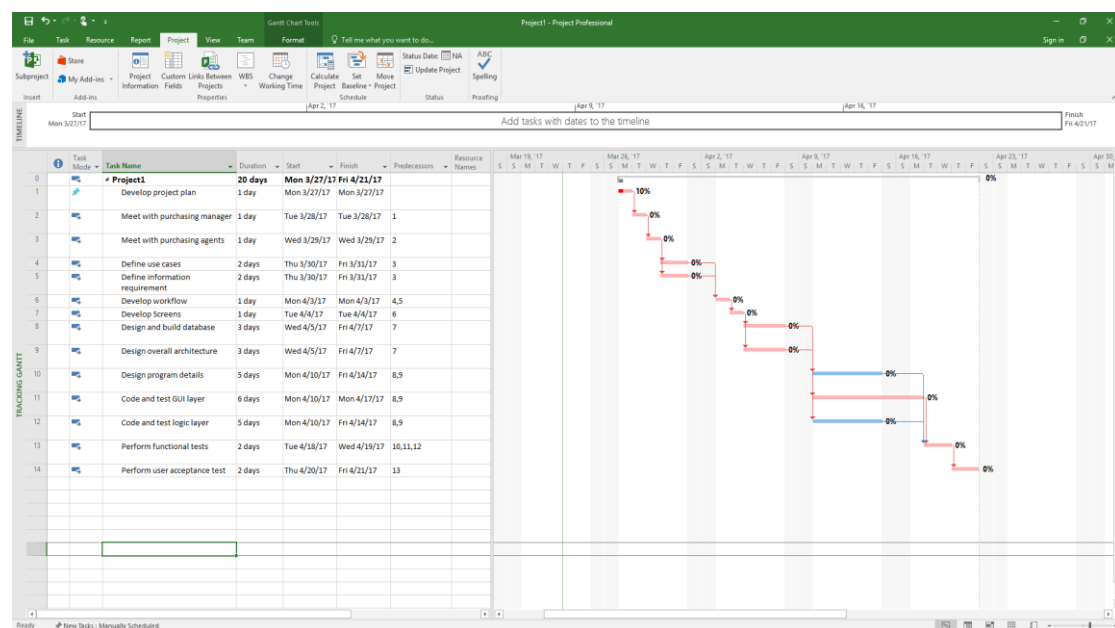 Gantt Chart Tools
Project1 - Project Professional
File Task Resource Report Project View Team Format Tell me what you want to do... Sign in
Subproject
Store
My Add-ins
Project Information
Custom Fields
Links Between Projects
WBS
Change Working Time
Calculate Project
Set Baseline
Move Project
Status Date: NA
Update Project
ABC
Spelling
Insert Add-ins Properties Schedule Status Proofing
TIMELINE
Start
Mon 3/27/17
Apr 2, '17 Apr 9, '17 Apr 16, '17
Add tasks with dates to the timeline
Finish
Fri 4/21/17
TRACKING GANTT
Task Mode Task Name Duration Start Finish Predecessors Resource Names
Mar 19, '17 Mar 26, '17 Apr 2, '17 Apr 9, '17 Apr 16, '17 Apr 23, '17 Apr 30,
S S M T W T F S S M T W T F S S M T W T F S S M T W T F S S M T W T F S S M T W T F S S M
0 Project1 20 days Mon 3/27/17 Fri 4/21/17 0%
1 Develop project plan 1 day Mon 3/27/17 Mon 3/27/17 10%
2 Meet with purchasing manager 1 day Tue 3/28/17 Tue 3/28/17 1 0%
3 Meet with purchasing agents 1 day Wed 3/29/17 Wed 3/29/17 2 0%
4 Define use cases 2 days Thu 3/30/17 Fri 3/31/17 3 0%
5 Define information requirement 2 days Thu 3/30/17 Fri 3/31/17 3 0%
6 Develop workflow 1 day Mon 4/3/17 Mon 4/3/17 4,5 0%
7 Develop Screens 1 day Tue 4/4/17 Tue 4/4/17 6 0%
8 Design and build database 3 days Wed 4/5/17 Fri 4/7/17 7 0%
9 Design overall architecture 3 days Wed 4/5/17 Fri 4/7/17 7 0%
10 Design program details 5 days Mon 4/10/17 Fri 4/14/17 8,9 0%
11 Code and test GUI layer 6 days Mon 4/10/17 Mon 4/17/17 8,9 0%
12 Code and test logic layer 5 days Mon 4/10/17 Fri 4/14/17 8,9 0%
13 Perform functional tests 2 days Tue 4/18/17 Wed 4/19/17 10,11,12 0%
14 Perform user acceptance test 2 days Thu 4/20/17 Fri 4/21/17 13 0%
Ready New Tasks : Manually Scheduled